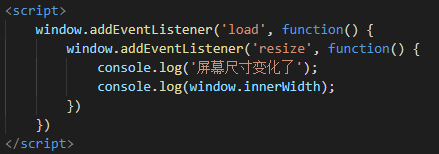 <script>
    window.addEventListener('load', function() {
        window.addEventListener('resize', function() {
            console.log('屏幕尺寸变化了');
            console.log(window.innerWidth);
        })
    })
</script>